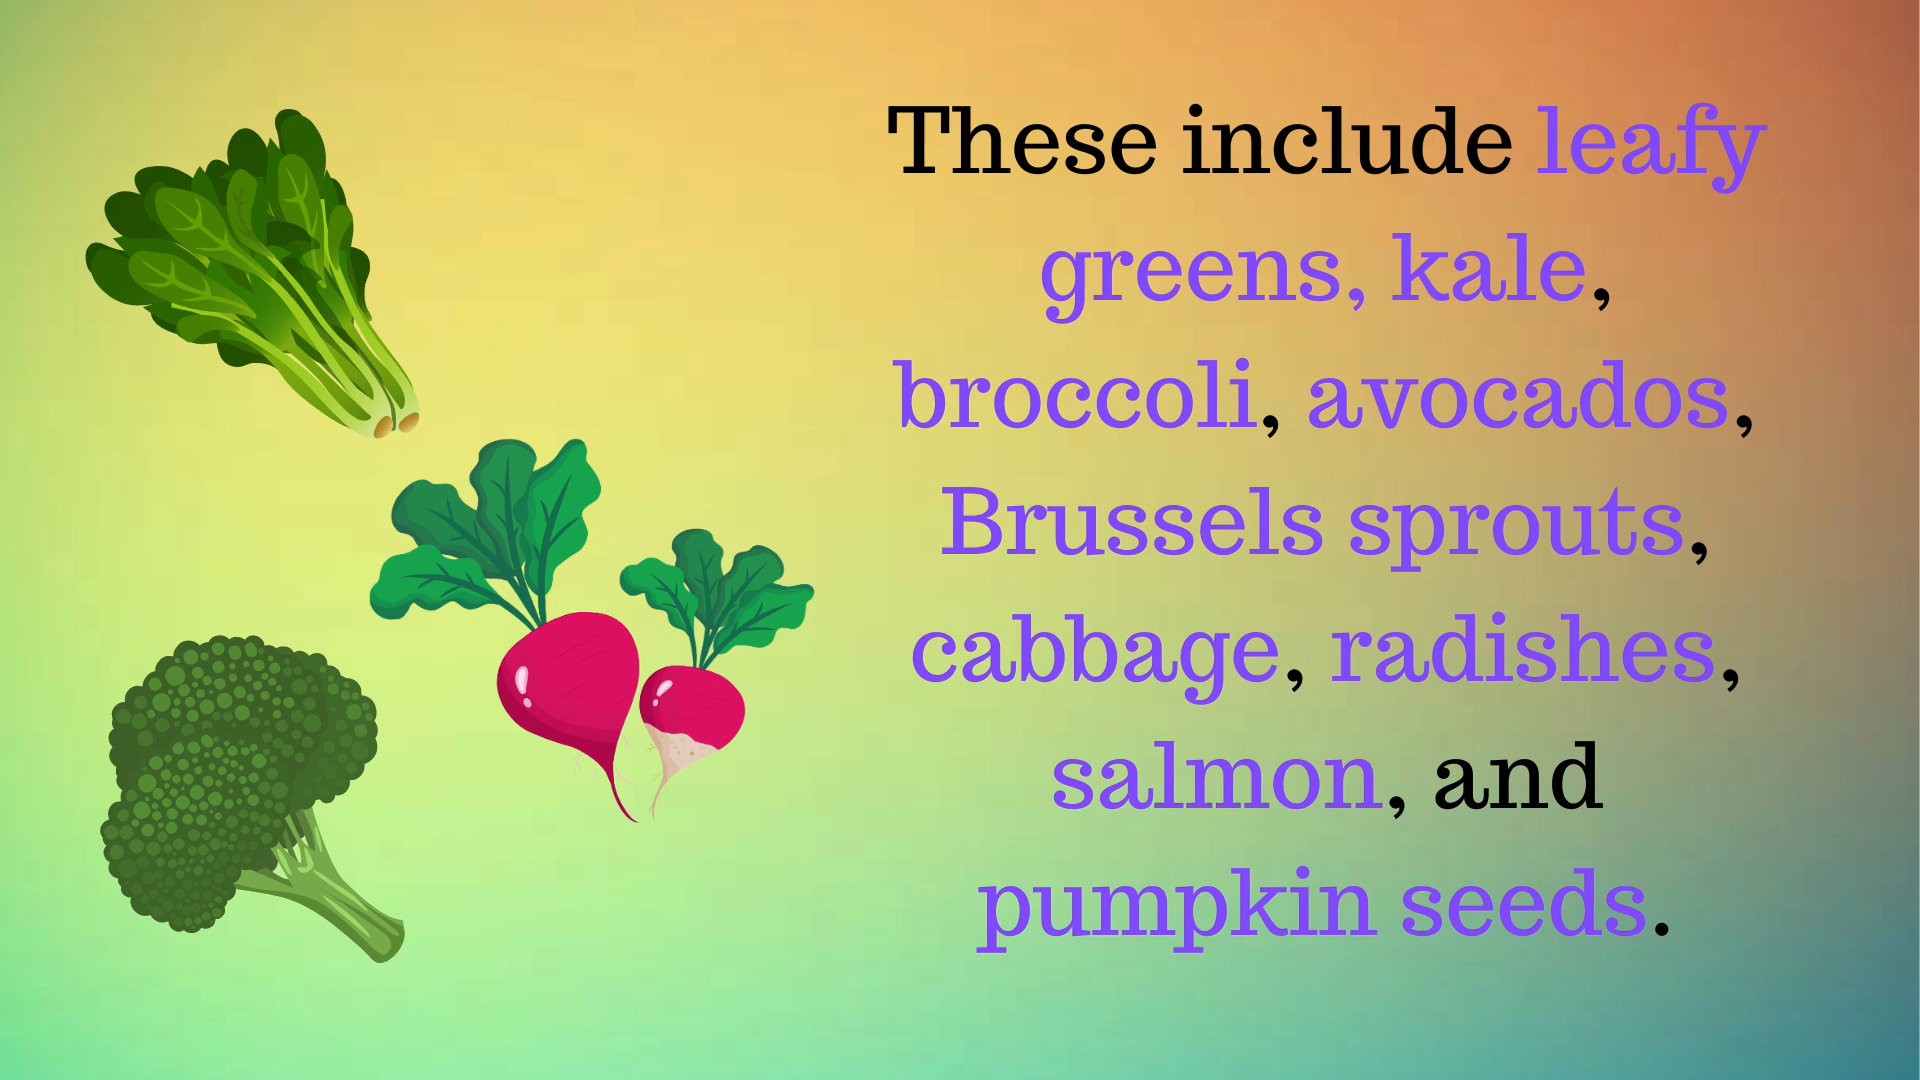 These include leafy
greens, kale,
broccoli, avocados,
Brussels sprouts,
cabbage, radishes,
salmon, and
pumpkin seeds.